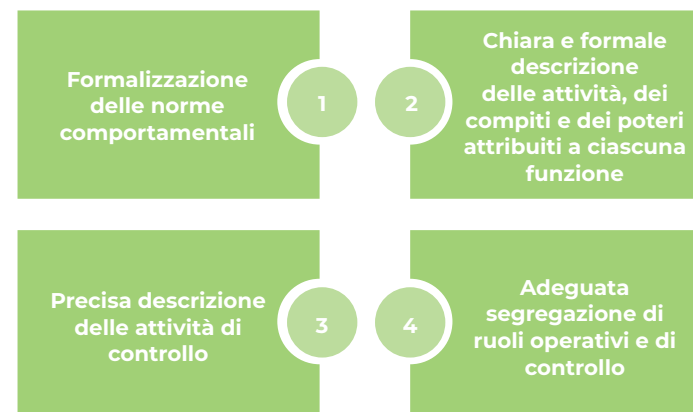 Formalizzazione
delle norme
comportamentali
1
2
Chiara e formale
descrizione
delle attività, dei
compiti e dei poteri
attribuiti a ciascuna
funzione
Precisa descrizione
delle attività di
controllo
3
4
Adeguata
segregazione di
ruoli operativi e di
controllo